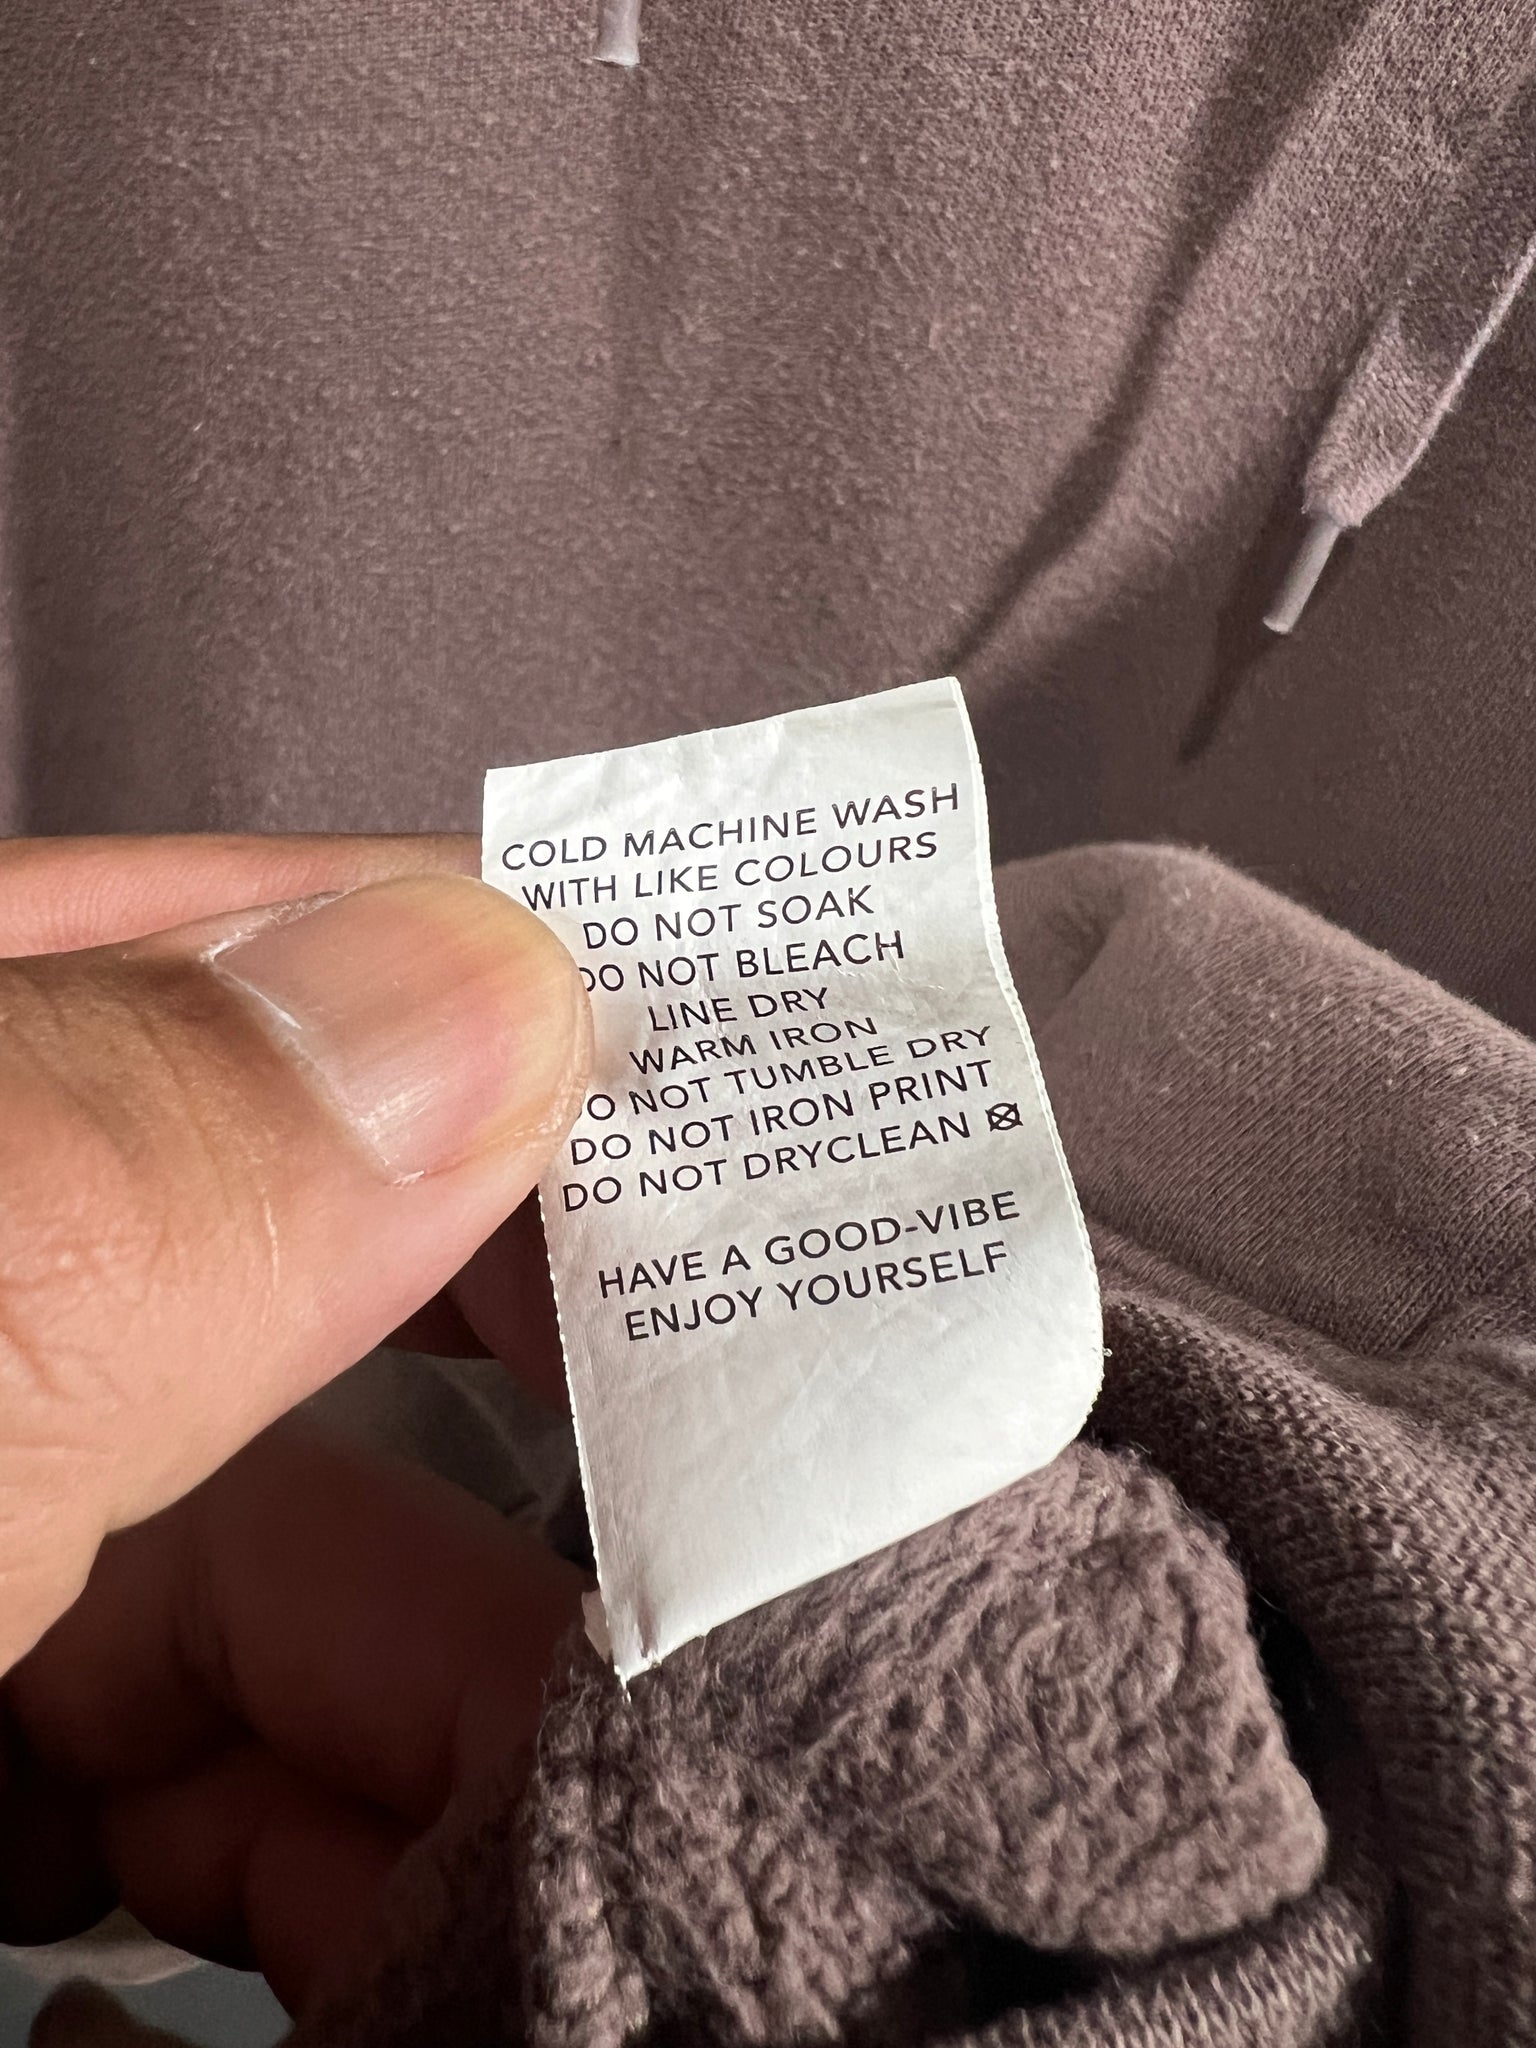 COLD MACHINE WASH
WITH LIKE COLOURS
DO NOT SOAK
DO NOT BLEACH
LINE DRY
WARM IRON
DO NOT TUMBLE DRY
DO NOT IRON PRINT
DO NOT DRYCLEAN
HAVE A GOOD-VIBE
ENJOY YOURSELF